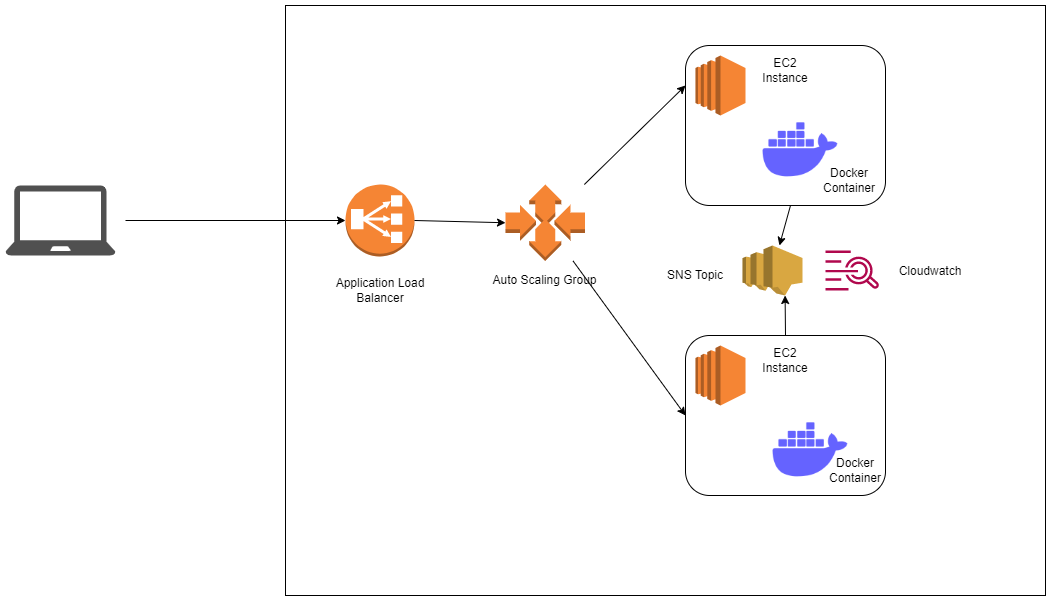 EC2
Instance
Docker
Container
Application Load
Balancer
Auto Scaling Group
SNS Topic
Cloudwatch
EC2
Instance
Docker
Container